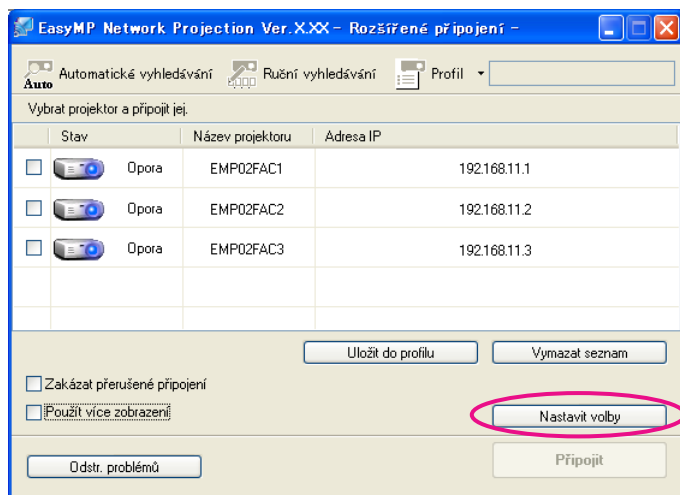 EasyMP Network Projection Ver.X.XX - Rozšířené připojení -
Auto Automatické vyhledávání Ruční vyhledávání Profil
Vybrat projektor a připojit jej.
Stav Název projektoru Adresa IP
Opora EMP02FAC1 192.168.11.1
Opora EMP02FAC2 192.168.11.2
Opora EMP02FAC3 192.168.11.3
Uložit do profilu Vymazat seznam
Zakázat přerušené připojení
Použít více zobrazení
Nastavit volby
Odstr. problémů Připojit